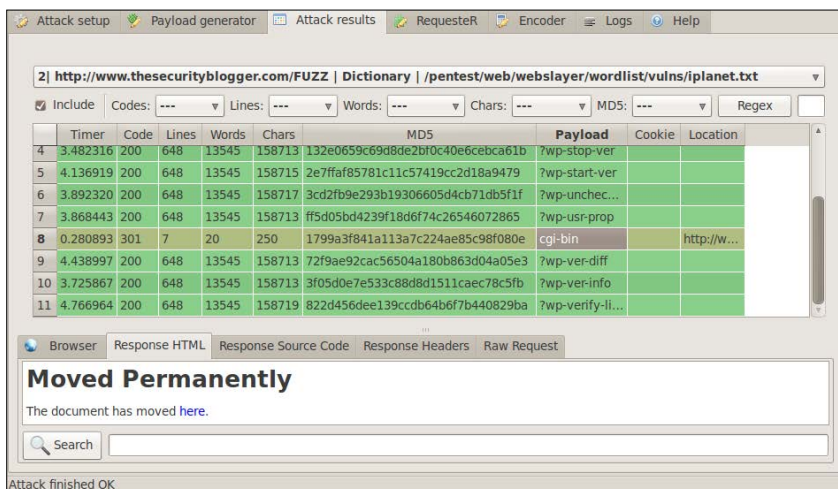 Attack setup Payload generator Attack results RequesteR Encoder Logs Help
2| http://www.thesecurityblogger.com/FUZZ | Dictionary | /pentest/web/webslayer/wordlist/vulns/iplanet.txt
Include Codes: --- Lines: --- Words: --- Chars: --- MD5: --- Regex
Timer Code Lines Words Chars MD5 Payload Cookie Location
4 3.482316 200 648 13545 158713 132e0659c69d8de2bf0c40e6cebca61b ?wp-stop-ver
5 4.136919 200 648 13545 158715 2e7ffaf85781c11c57419cc2d18a9479 ?wp-start-ver
6 3.892320 200 648 13545 158717 3cd2fb9e293b19306605d4cb71db5f1f ?wp-unchec...
7 3.868443 200 648 13545 158713 ff5d05bd4239f18d6f74c26546072865 ?wp-usr-prop
8 0.280893 301 7 20 250 1799a3f841a113a7c224ae85c98f080e cgi-bin http://w...
9 4.438997 200 648 13545 158713 72f9ae92cac56504a180b863d04a05e3 ?wp-ver-diff
10 3.725867 200 648 13545 158713 3f05d0e7e533c88d8d1511caec78c5fb ?wp-ver-info
11 4.766964 200 648 13545 158719 822d456dee139ccdb64b6f7b440829ba ?wp-verify-li...
Browser Response HTML Response Source Code Response Headers Raw Request
Moved Permanently
The document has moved here.
Search
Attack finished OK